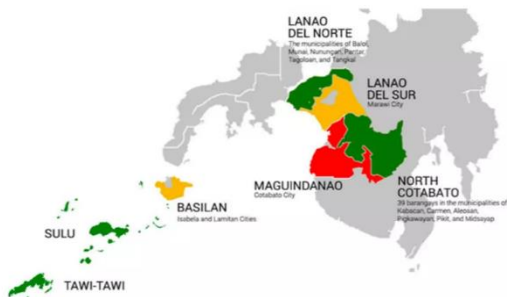 LANAO
DEL NORTE
The municipalities of Baloi,
Munai, Nunungan, Pantar,
Tagoloan, and Tangkal
LANAO
DEL SUR
Marawi City
MAGUINDANAO
Cotabato City
NORTH
COTABATO
39 barangays in the municipalities of
Kabacan, Carmen, Aleosan,
Pigkawayan, Pikit, and Midsayap
BASILAN
Isabela and Lamitan Cities
SULU
TAWI-TAWI